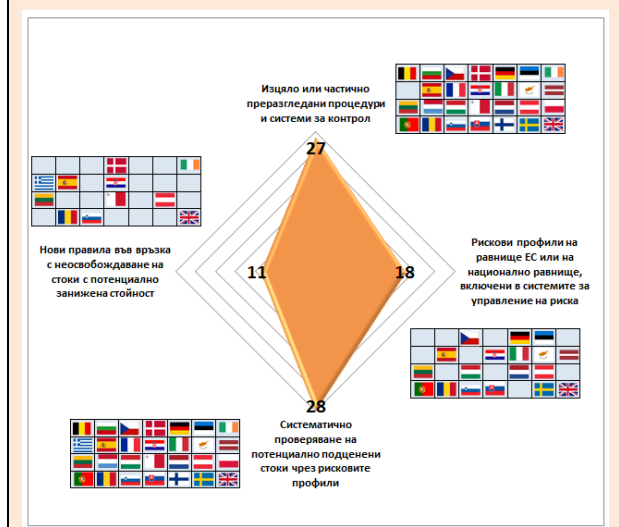 Изцяло или частично
преразгледани процедури
и системи за контрол
27
Нови правила във връзка
с неосвобождаване на
стоки с потенциално
занижена стойност
11
18
Рискови профили на
равнище ЕС или на
национално равнище,
включени в системите за
управление на риска
28
Систематично
проверяване на
потенциално подценени
стоки чрез рисковите
профили